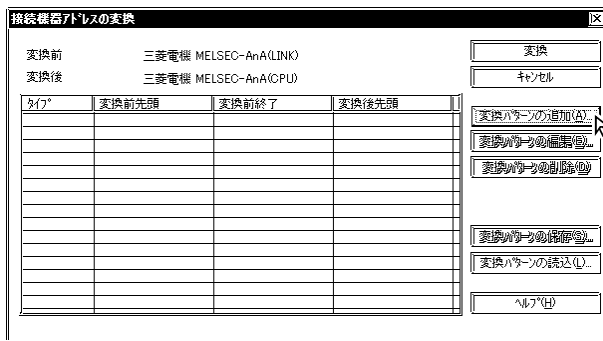 接続機器ｱﾄﾞﾚｽの変換
変換前 三菱電機 MELSEC-AnA(LINK)
変換後 三菱電機 MELSEC-AnA(CPU)
ﾀｲﾌﾟ 変換前先頭 変換前終了 変換後先頭
変換
ｷｬﾝｾﾙ
変換ﾊﾟﾀｰﾝの追加(A)...
変換ﾊﾟﾀｰﾝの編集(E)...
変換ﾊﾟﾀｰﾝの削除(D)
変換ﾊﾟﾀｰﾝの保存(S)...
変換ﾊﾟﾀｰﾝの読込(L)...
ﾍﾙﾌﾟ(H)